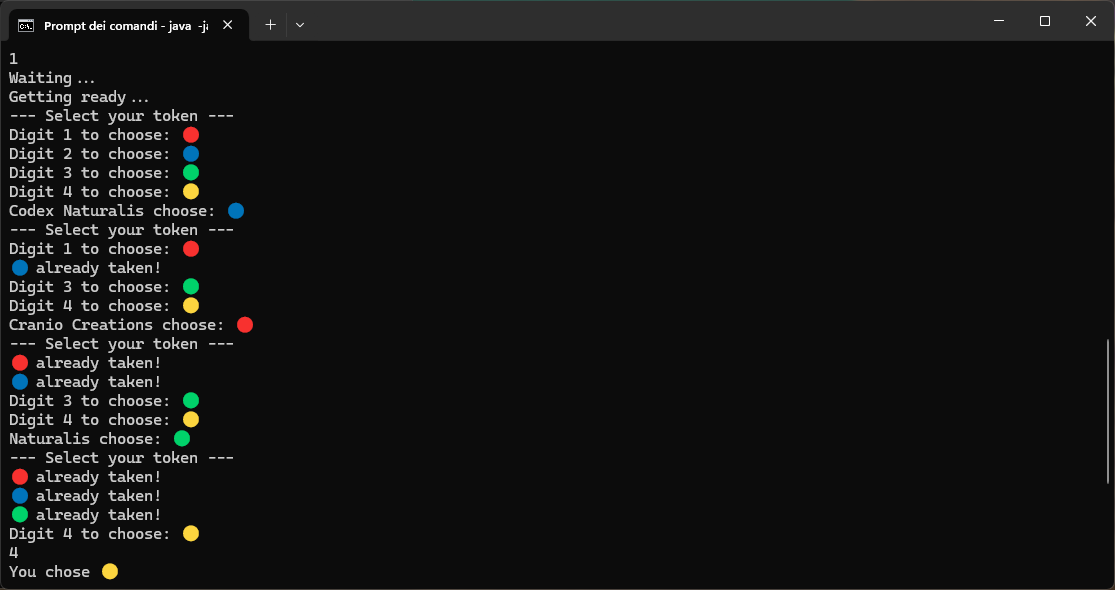 Prompt dei comandi - java -ja
1
Waiting...
Getting ready...
--- Select your token ---
Digit 1 to choose: 🔴
Digit 2 to choose: 🔵
Digit 3 to choose: 🟢
Digit 4 to choose: 🟡
Codex Naturalis choose: 🔵
--- Select your token ---
Digit 1 to choose: 🔴
🔵 already taken!
Digit 3 to choose: 🟢
Digit 4 to choose: 🟡
Cranio Creations choose: 🔴
--- Select your token ---
🔴 already taken!
🔵 already taken!
Digit 3 to choose: 🟢
Digit 4 to choose: 🟡
Naturalis choose: 🟢
--- Select your token ---
🔴 already taken!
🔵 already taken!
🟢 already taken!
Digit 4 to choose: 🟡
4
You chose 🟡